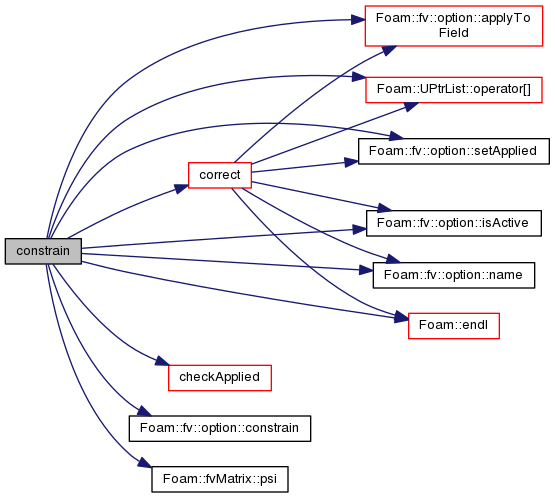 Foam::fv::option::applyTo
Field
Foam::UPtrList::operator[]
Foam::fv::option::setApplied
correct
Foam::fv::option::isActive
constrain
Foam::fv::option::name
Foam::endl
checkApplied
Foam::fv::option::constrain
Foam::fvMatrix::psi